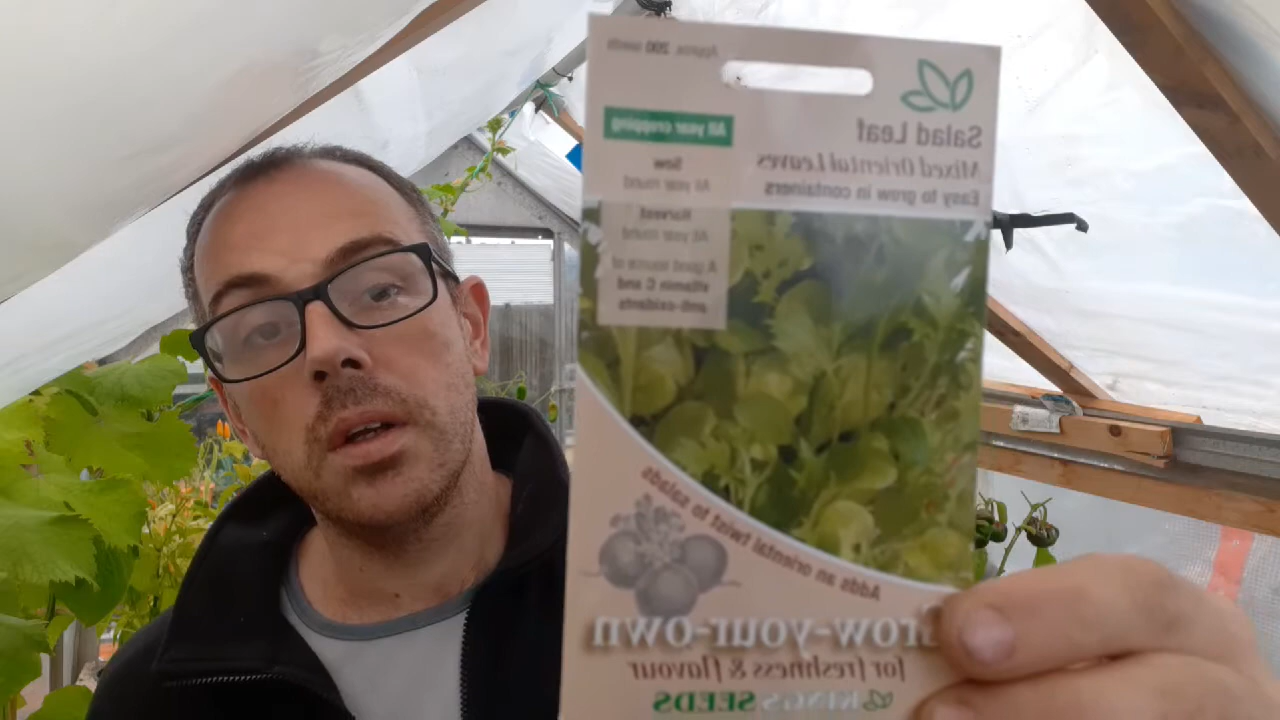 Approx. 200 seeds
Salad Leaf
Mixed Oriental Leaves
Easy to grow in containers
All year cropping
Sow
All year round
Harvest
All year round
A good source of
vitamin C and
anti-oxidants
Adds an oriental twist to salads
row-your-own
for freshness & flavour
KINGS SEEDS